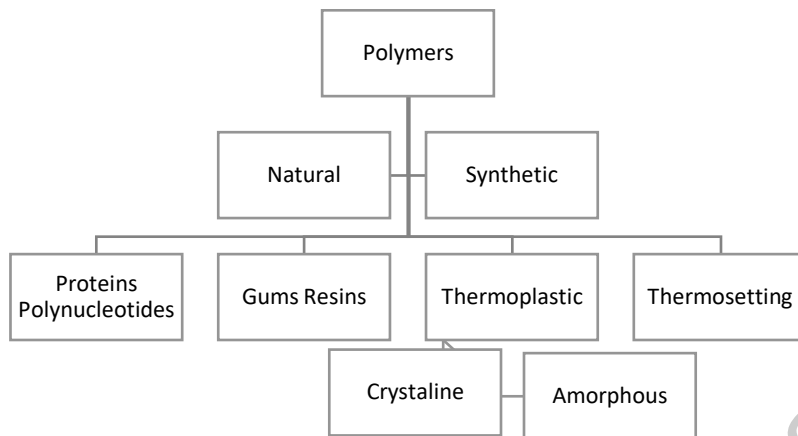 Polymers
Natural
Synthetic
Proteins
Polynucleotides
Gums Resins
Thermoplastic
Thermosetting
Crystaline
Amorphous